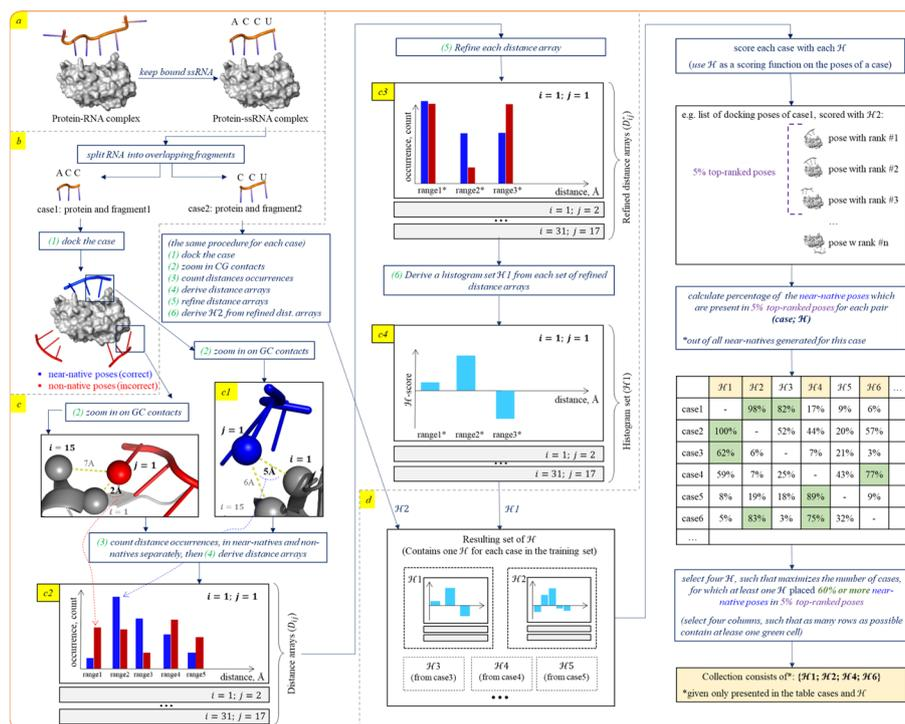 a
A C C U
keep bound ssRNA
Protein-RNA complex
Protein-ssRNA complex
b
split RNA into overlapping fragments
A C C
C C U
case1: protein and fragment1
case2: protein and fragment2
(1) dock the case
(the same procedure for each case)
(1) dock the case
(2) zoom in CG contacts
(3) count distances occurrences
(4) derive distance arrays
(5) refine distance arrays
(6) derive ℋ2 from refined dist. arrays
near-native poses (correct)
non-native poses (incorrect)
(2) zoom in on GC contacts
c
(2) zoom in on GC contacts
i = 15
7A
j = 1
2Å
i = 1
c1
j = 1
5Å
i = 1
6A
i = 15
(3) count distance occurrences, in near-natives and non-
natives separately, then (4) derive distance arrays
c2
occurrence, count
i = 1; j = 1
range1 range2 range3 range4 range5
distance, Å
i = 1; j = 2
...
i = 31; j = 17
Distance arrays (Dij)
(5) Refine each distance array
c3
occurrence, count
i = 1; j = 1
range1* range2* range3*
distance, Å
i = 1; j = 2
...
i = 31; j = 17
Refined distance arrays (D*ij)
(6) Derive a histogram set ℋ1 from each set of refined
distance arrays
c4
ℋ-score
i = 1; j = 1
distance, Å
range1* range2* range3*
i = 1; j = 2
...
i = 31; j = 17
Histogram set (ℋ1)
d
ℋ2
ℋ1
Resulting set of ℋ
(Contains one ℋ for each case in the training set)
ℋ1
ℋ2
ℋ3
(from case3)
ℋ4
(from case4)
ℋ5
(from case5)
...
score each case with each ℋ
(use ℋ as a scoring function on the poses of a case)
e.g. list of docking poses of case1, scored with ℋ2:
pose with rank #1
5% top-ranked poses
pose with rank #2
pose with rank #3
...
pose w rank #n
calculate percentage of the near-native poses which
are present in 5% top-ranked poses for each pair
(case; ℋ)
*out of all near-natives generated for this case
ℋ1 ℋ2 ℋ3 ℋ4 ℋ5 ℋ6 ...
case1 - 98% 82% 17% 9% 6%
case2 100% - 52% 44% 20% 57%
case3 62% 6% - 7% 21% 3%
case4 59% 7% 25% - 43% 77%
case5 8% 19% 18% 89% - 9%
case6 5% 83% 3% 75% 32% -
...
select four ℋ, such that maximizes the number of cases,
for which at least one ℋ placed 60% or more near-
native poses in 5% top-ranked poses
(select four columns, such that as many rows as possible
contain atlease one green cell)
Collection consists of*: {ℋ1; ℋ2; ℋ4; ℋ6}
*given only presented in the table cases and ℋ